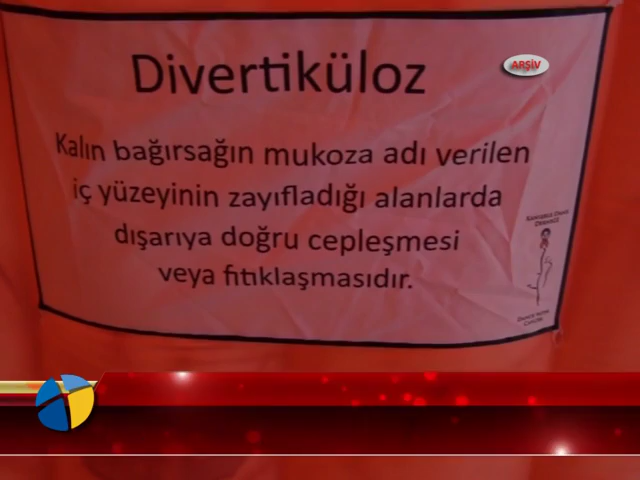 Divertiküloz
ARŞİV
Kalın bağırsağın mukoza adı verilen
iç yüzeyinin zayıfladığı alanlarda
dışarıya doğru cepleşmesi
veya fıtıklaşmasıdır.